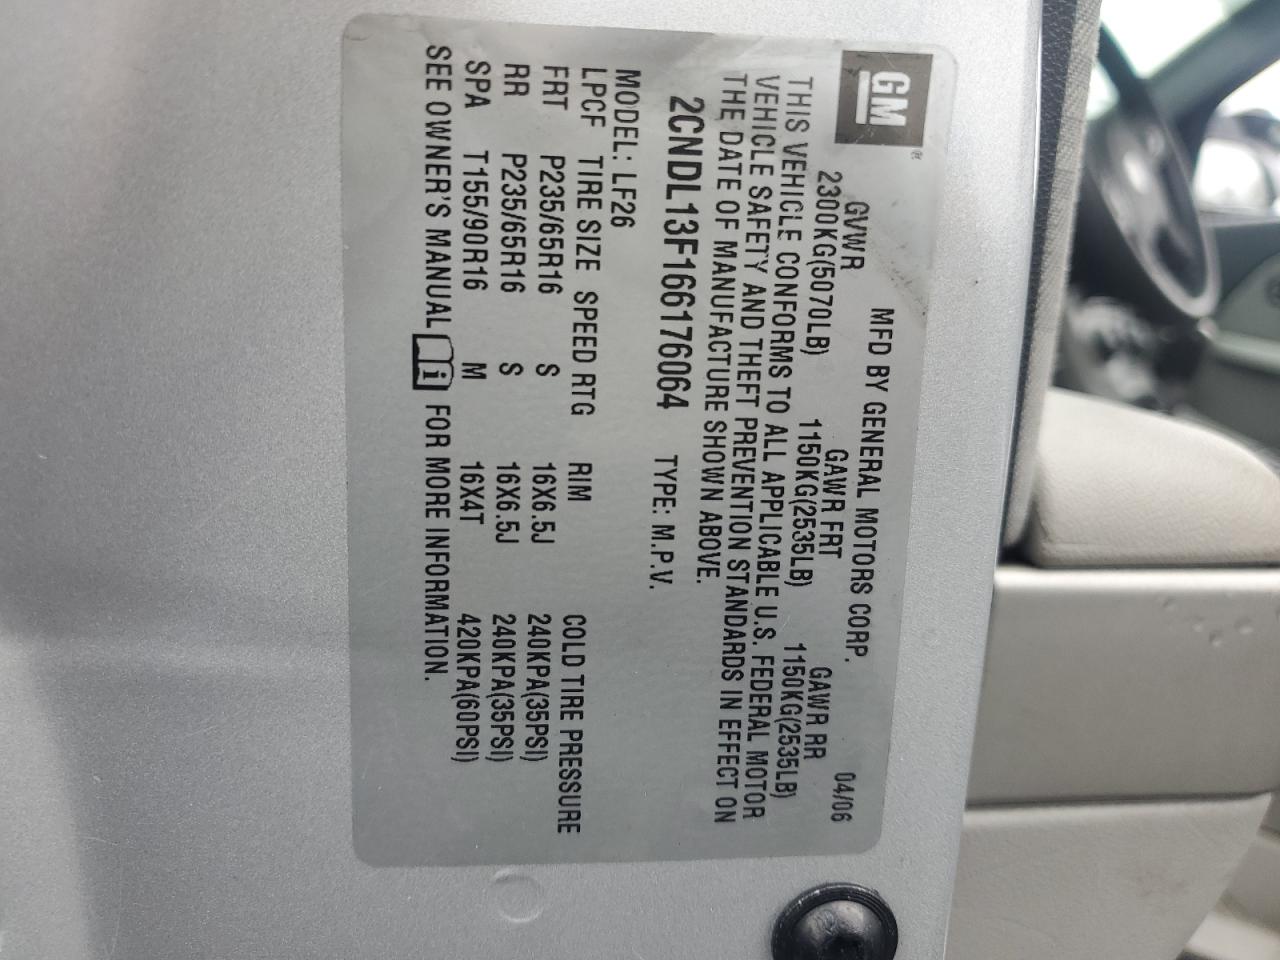 GM®
MFD BY GENERAL MOTORS CORP. 04/06
GVWR GAWR FRT GAWR RR
2300KG(5070LB) 1150KG(2535LB) 1150KG(2535LB)
THIS VEHICLE CONFORMS TO ALL APPLICABLE U.S. FEDERAL MOTOR
VEHICLE SAFETY AND THEFT PREVENTION STANDARDS IN EFFECT ON
THE DATE OF MANUFACTURE SHOWN ABOVE.
2CNDL13F166176064 TYPE: M.P.V.
MODEL: LF26
LPCF TIRE SIZE SPEED RTG RIM COLD TIRE PRESSURE
FRT P235/65R16 S 16X6.5J 240KPA(35PSI)
RR P235/65R16 S 16X6.5J 240KPA(35PSI)
SPA T155/90R16 M 16X4T 420KPA(60PSI)
SEE OWNER'S MANUAL i FOR MORE INFORMATION.